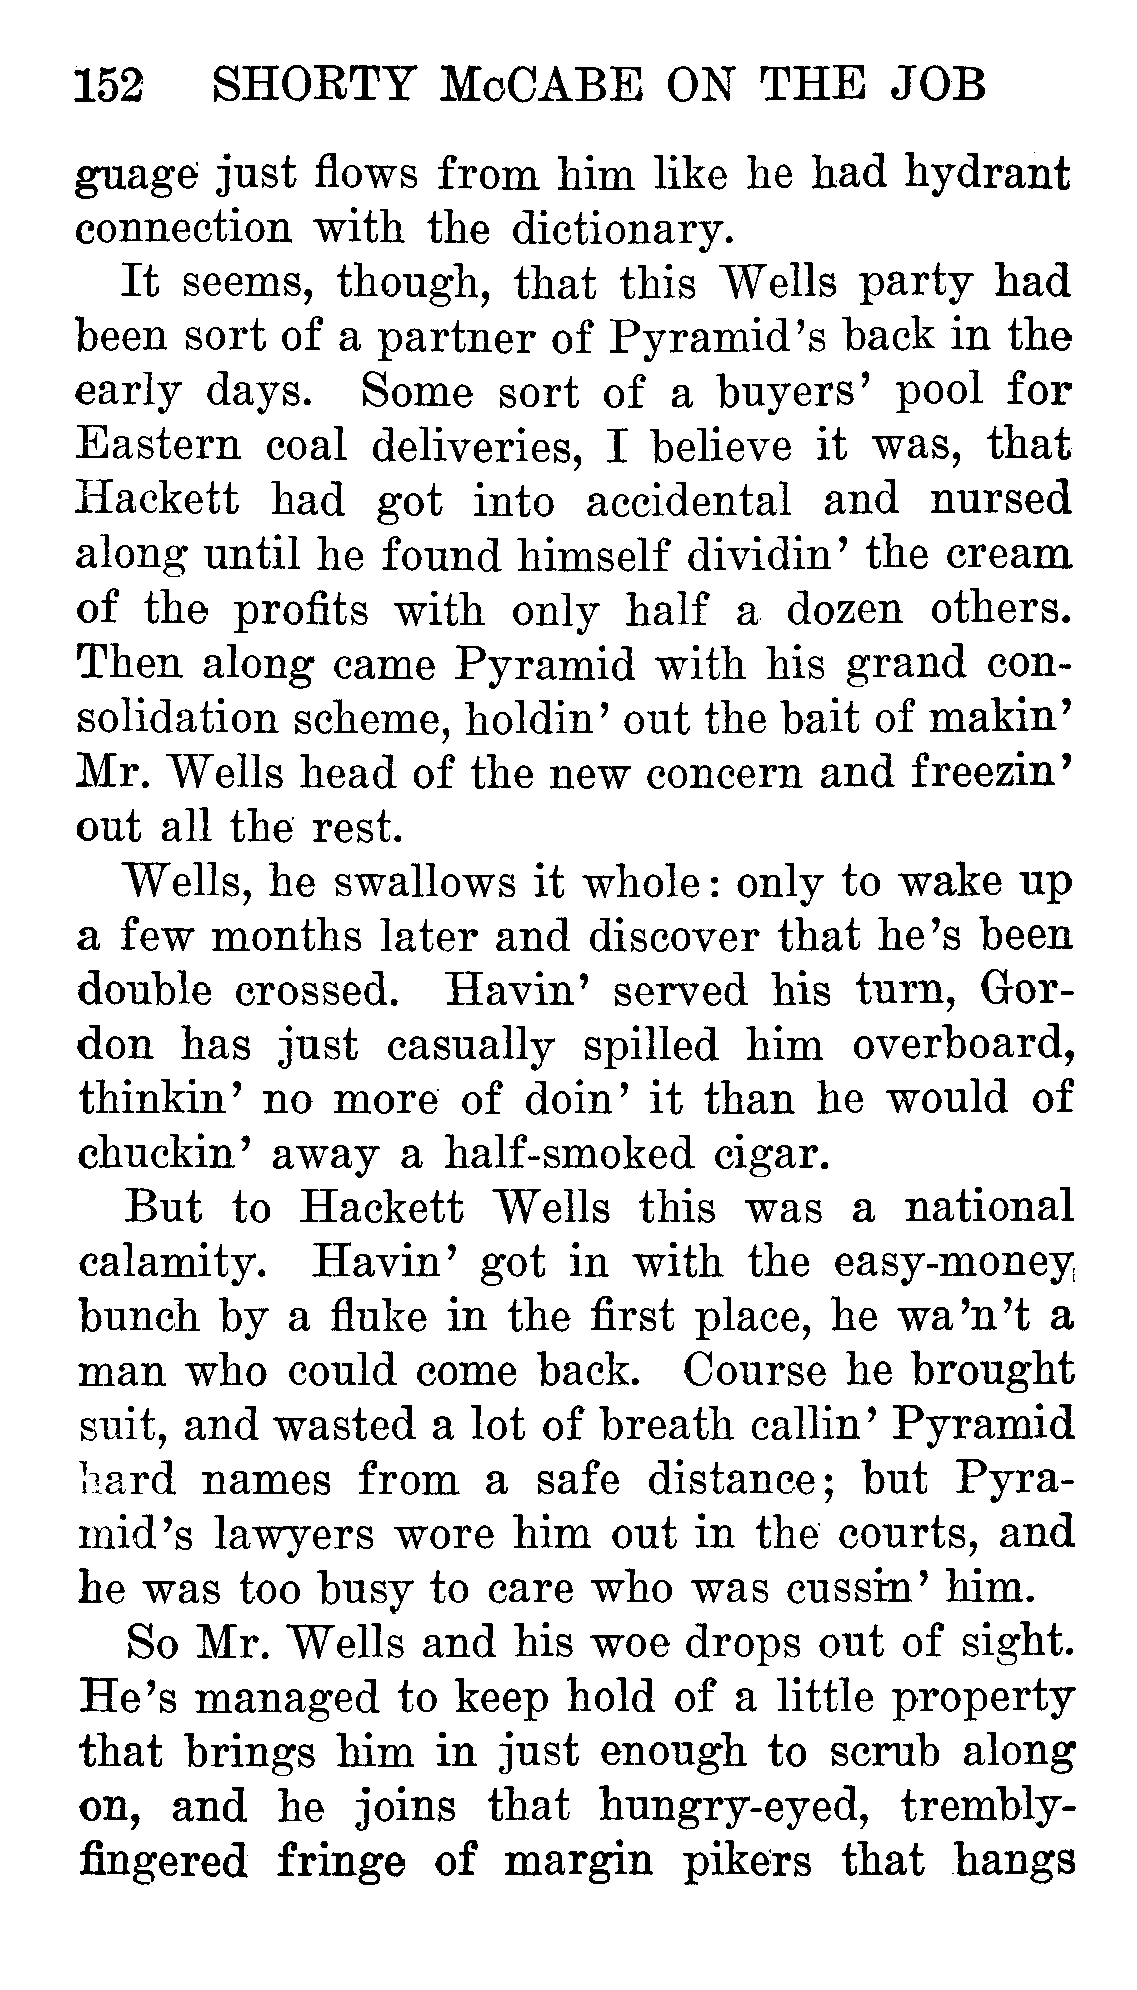 152 SHORTY McCABE ON THE JOB
guage just flows from him like he had hydrant
connection with the dictionary.
It seems, though, that this Wells party had
been sort of a partner of Pyramid's back in the
early days. Some sort of a buyers' pool for
Eastern coal deliveries, I believe it was, that
Hackett had got into accidental and nursed
along until he found himself dividin' the cream
of the profits with only half a dozen others.
Then along came Pyramid with his grand con-
solidation scheme, holdin' out the bait of makin'
Mr. Wells head of the new concern and freezin'
out all the rest.
Wells, he swallows it whole: only to wake up
a few months later and discover that he's been
double crossed. Havin' served his turn, Gor-
don has just casually spilled him overboard,
thinkin' no more of doin' it than he would of
chuckin' away a half-smoked cigar.
But to Hackett Wells this was a national
calamity. Havin' got in with the easy-money
bunch by a fluke in the first place, he wa'n't a
man who could come back. Course he brought
suit, and wasted a lot of breath callin' Pyramid
hard names from a safe distance; but Pyra-
mid's lawyers wore him out in the courts, and
he was too busy to care who was cussin' him.
So Mr. Wells and his woe drops out of sight.
He's managed to keep hold of a little property
that brings him in just enough to scrub along
on, and he joins that hungry-eyed, trembly-
fingered fringe of margin pikers that hangs